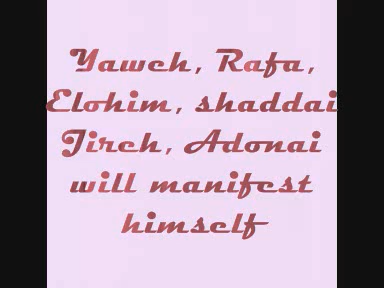 Yaweh, Rafa,
Elohim, shaddai
Jireh, Adonai
will manifest
himself